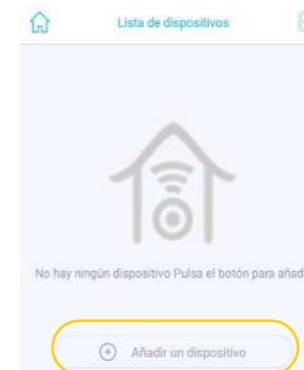 Lista de dispositivos
No hay ningún dispositivo Pulsa el botón para añad
Añadir un dispositivo